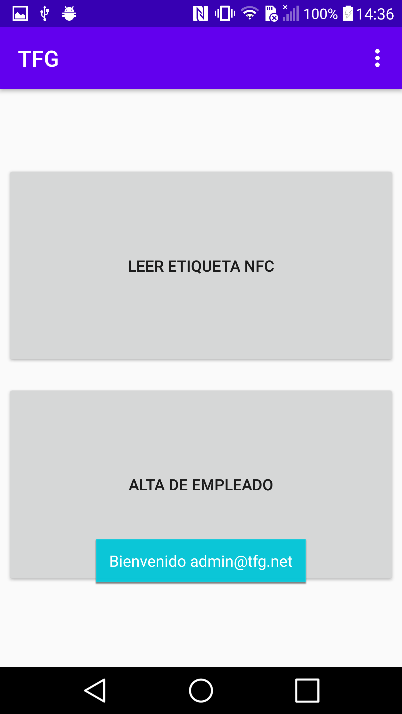 100% 14:36
TFG
LEER ETIQUETA NFC
ALTA DE EMPLEADO
Bienvenido admin@tfg.net